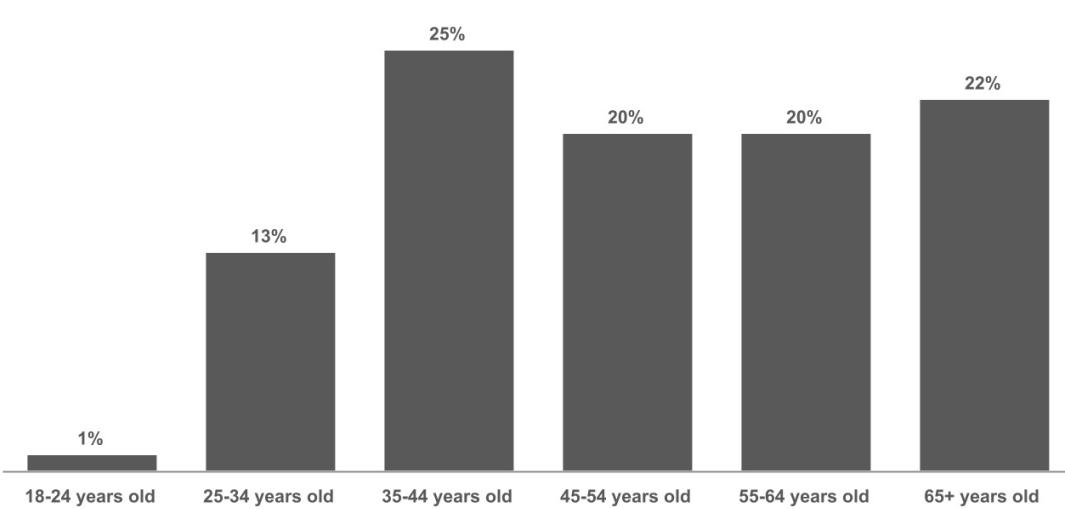 25%
22%
20%
20%
13%
1%
18-24 years old
25-34 years old
35-44 years old
45-54 years old
55-64 years old
65+ years old